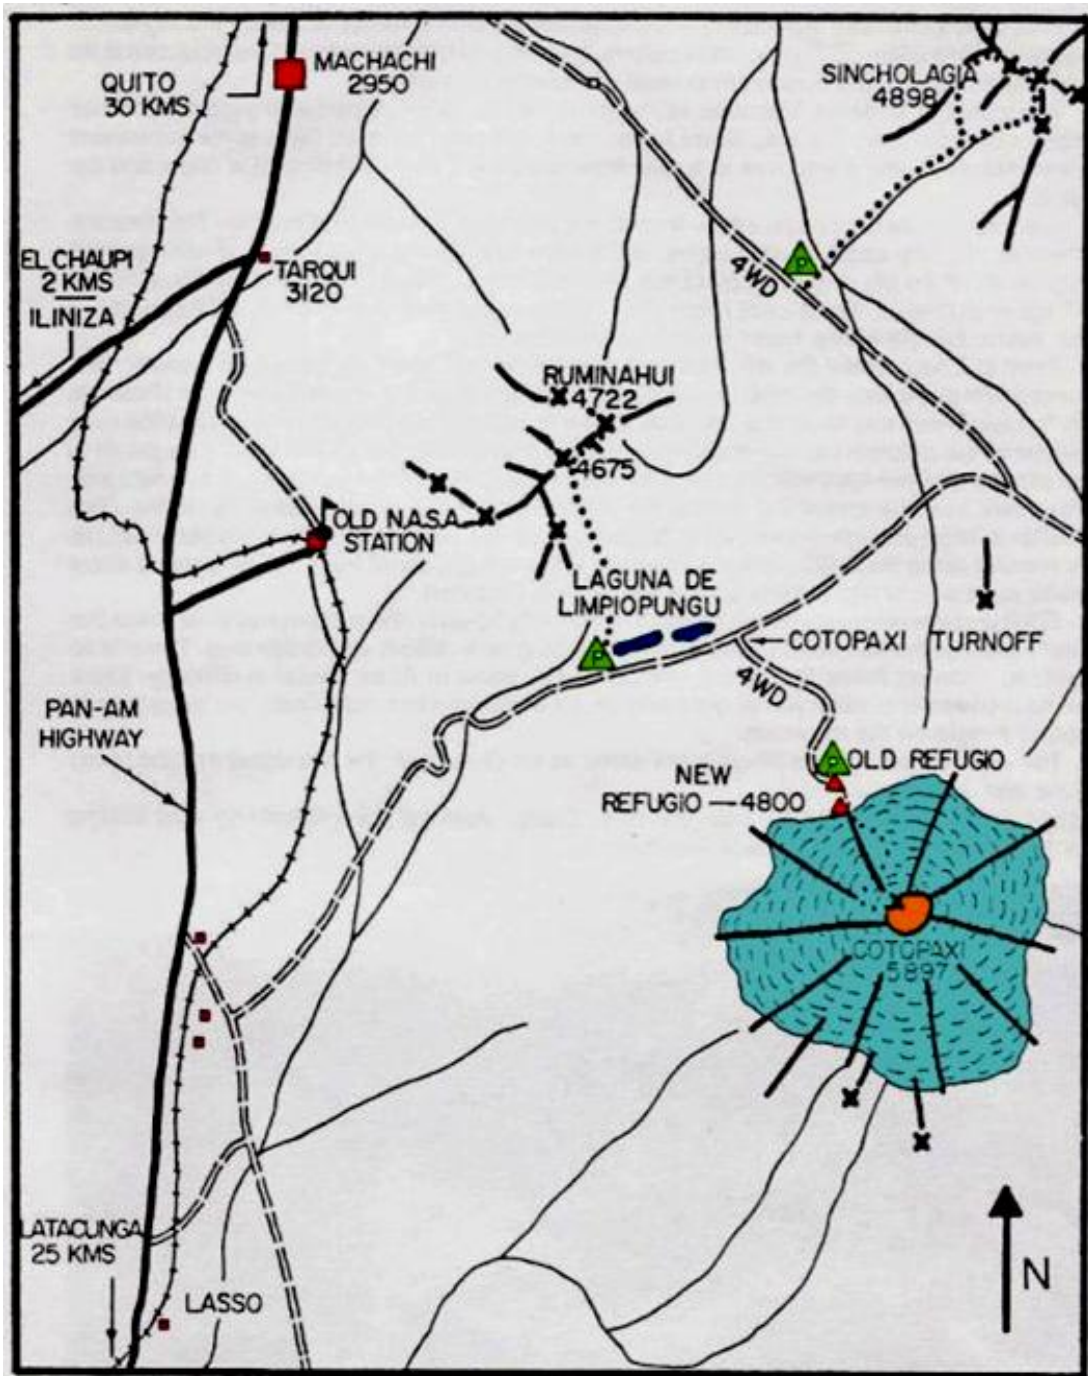 QUITO
30 KMS
MACHACHI
2950
SINCHOLAGIA
4898
EL CHAUPI
2 KMS
ILINIZA
TARQUI
3120
P
4WD
RUMINAHUI
4722
4675
OLD N.A.S.A
STATION
LAGUNA DE
LIMPIOPUNGU
P
COTOPAXI TURNOFF
4WD
PAN-AM
HIGHWAY
P
OLD REFUGIO
NEW
REFUGIO
4800
COTOPAXI
5897
LATACUNGA
25 KMS
LASSO
N